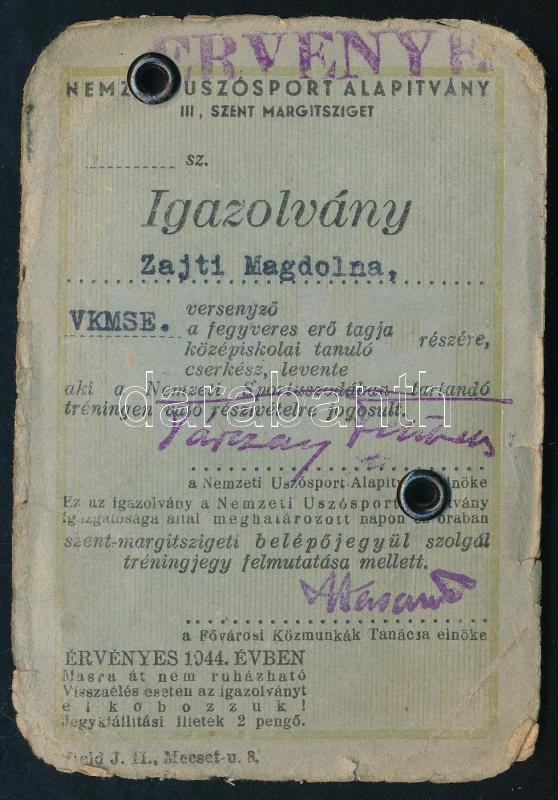 ÉRVÉNYE
NEMZ USZÓSPORT ALAPITVÁNY
III, SZENT MARGITSZIGET
sz.
Igazolvány
Zajti Magdolna,
versenyző
VKMSE. a fegyveres erő tagja részére,
középiskolai tanuló
cserkész, levente
aki a Nemzeti Sportuszodában tartandó
tréningen való részvételre jogosult.
a Nemzeti Uszósport Alapít elnöke
Ez az igazolvány a Nemzeti Uszósport ítvány
igazgatósága által meghatározott napon és órában
szent-margitszigeti belépőjegyül szolgál
tréningjegy felmutatása mellett.
a Fővárosi Közmunkák Tanácsa elnöke
ÉRVÉNYES 1944. ÉVBEN
Másra át nem ruházható
Visszaélés esetén az igazolványt
elkobozzuk!
Jegykiállítási illeték 2 pengő.
J. H., Mecset-u. 8.
darabanth